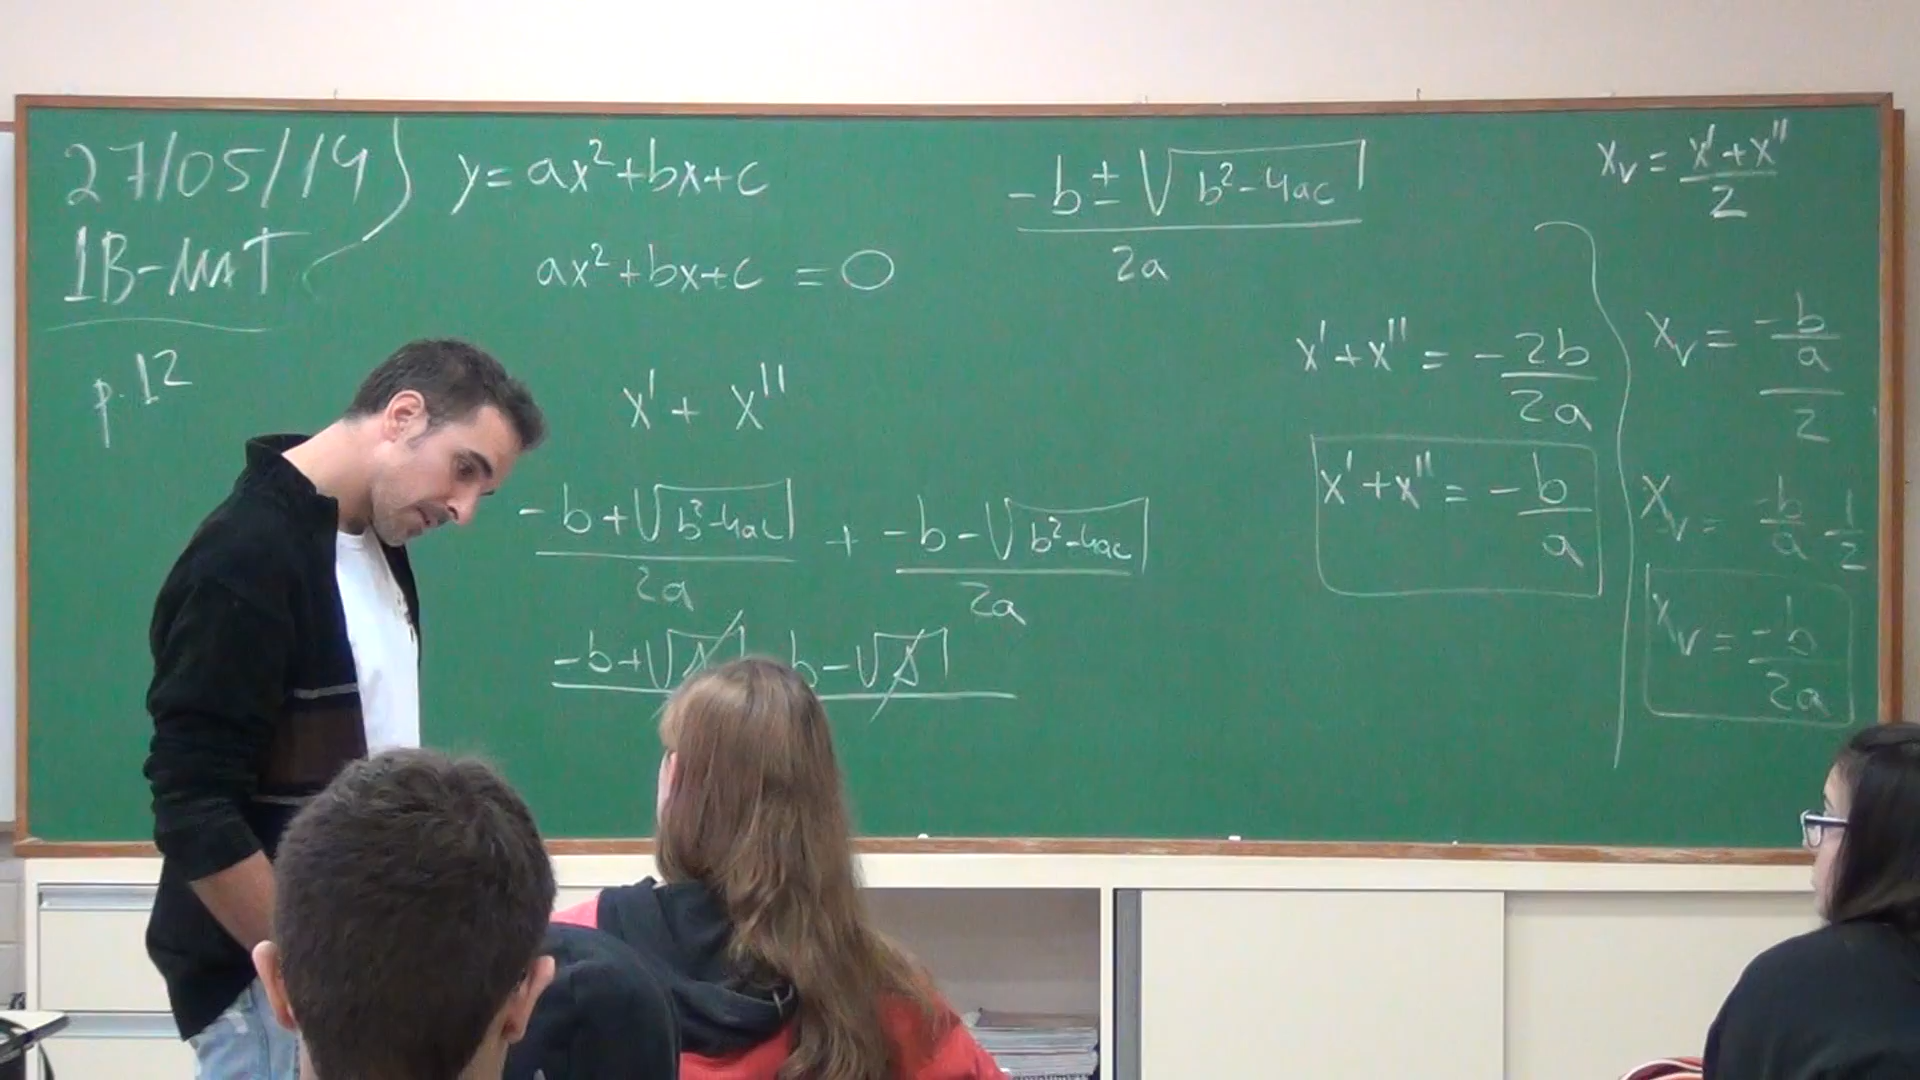 27/05/19
1B-MAT
p.12
y=ax²+bx+c
ax²+bx+c =0
x'+ x''
-b+√b²-4ac / 2a + -b-√b²-4ac / 2a
-b+√Δ b-√Δ
-b±√b²-4ac / 2a
x'+x'' = -2b/2a
x'+x'' = -b/a
xv = x'+x''/2
xv = -b/a / 2
xv = -b/a · 1/2
xv = -b/2a